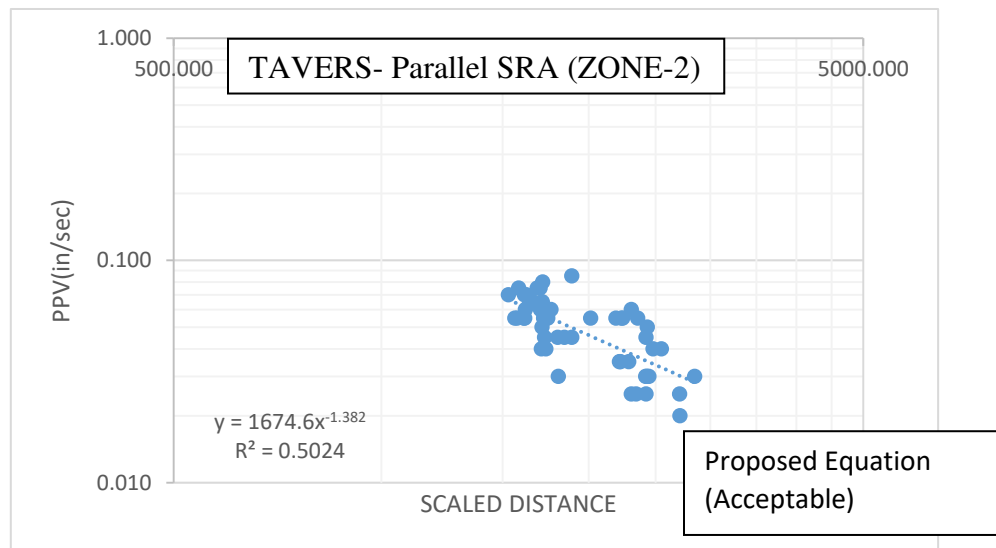 1.000
500.000
TAVERS- Parallel SRA (ZONE-2)
5000.000
PPV(in/sec)
0.100
y = 1674.6x^-1.382
R² = 0.5024
0.010
SCALED DISTANCE
Proposed Equation
(Acceptable)